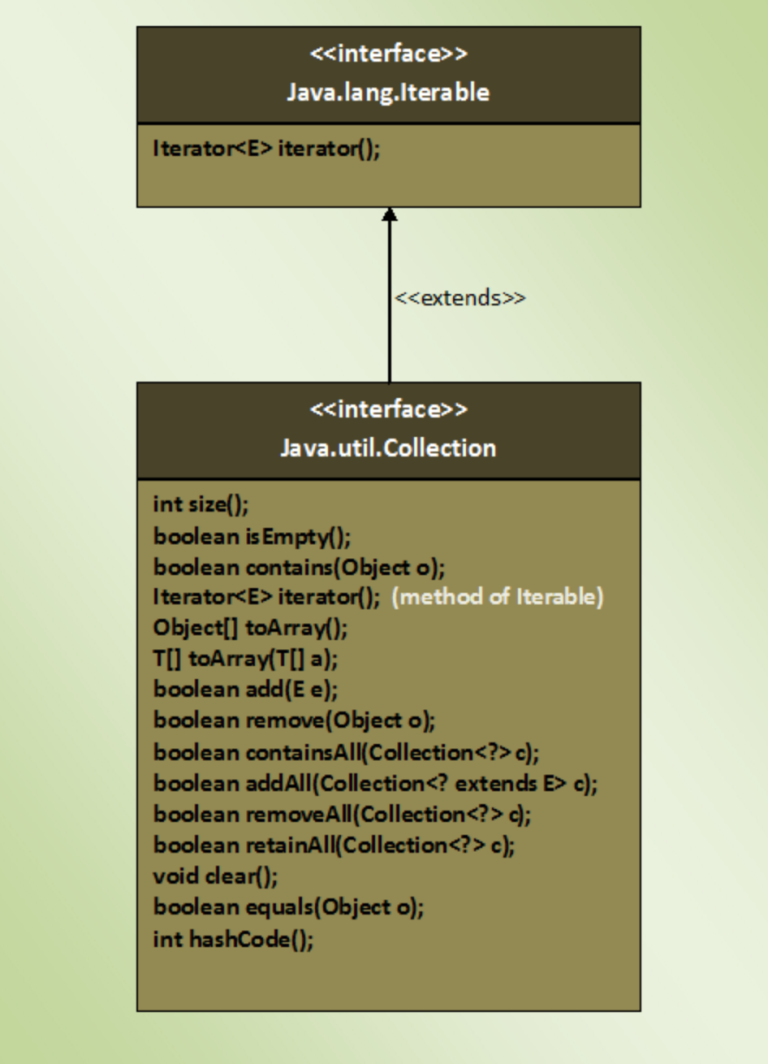 <<interface>>
Java.lang.Iterable
Iterator<E> iterator();
<<extends>>
<<interface>>
Java.util.Collection
int size();
boolean isEmpty();
boolean contains(Object o);
Iterator<E> iterator(); (method of Iterable)
Object[] toArray();
T[] toArray(T[] a);
boolean add(E e);
boolean remove(Object o);
boolean containsAll(Collection<?> c);
boolean addAll(Collection<? extends E> c);
boolean removeAll(Collection<?> c);
boolean retainAll(Collection<?> c);
void clear();
boolean equals(Object o);
int hashCode();